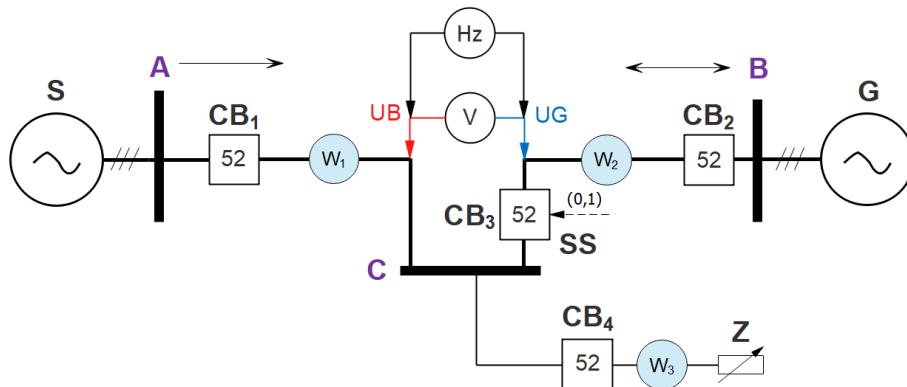 Hz
A
B
S
G
CB₁
UB
V
UG
CB₂
52
W₁
W₂
52
(0,1)
CB₃
52
SS
C
CB₄
Z
52
W₃